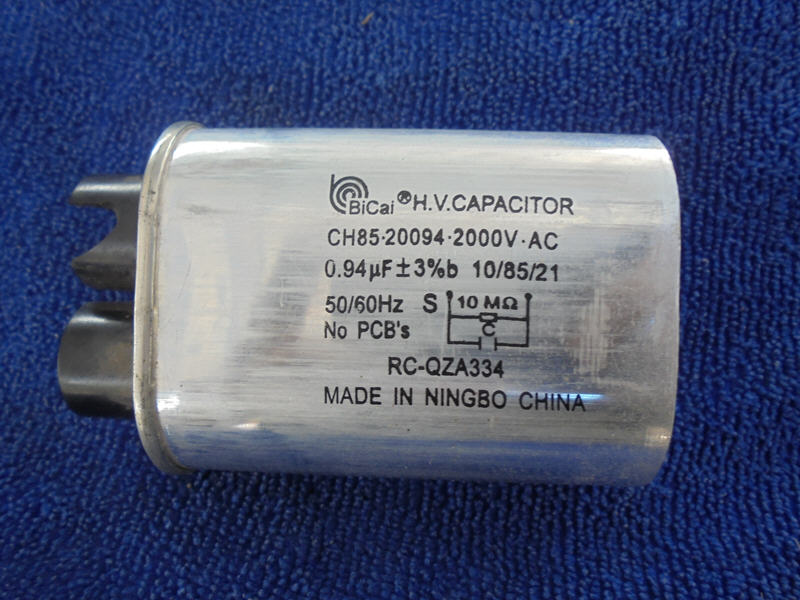 BiCai ® H.V.CAPACITOR
CH85·20094·2000V·AC
0.94µF±3%b 10/85/21
50/60Hz S 10 MΩ
No PCB's C
RC-QZA334
MADE IN NINGBO CHINA